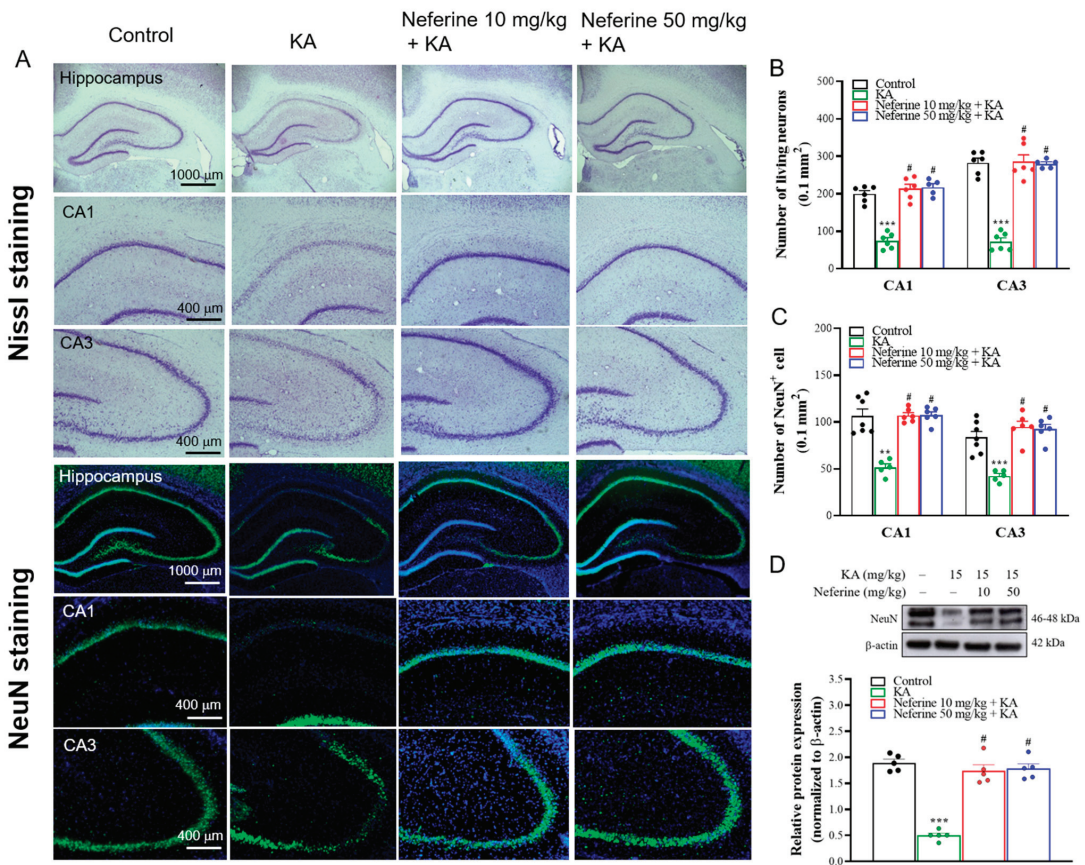 A
Control
KA
Neferine 10 mg/kg
+ KA
Neferine 50 mg/kg
+ KA
Nissl staining
Hippocampus
1000 µm
CA1
400 µm
CA3
400 µm
NeuN staining
Hippocampus
1000 µm
CA1
400 µm
CA3
400 µm
B
Control
KA
Neferine 10 mg/kg + KA
Neferine 50 mg/kg + KA
Number of living neurons
(0.1 mm²)
500
400
300
200
100
0
***
#
#
***
#
#
CA1
CA3
C
Control
KA
Neferine 10 mg/kg + KA
Neferine 50 mg/kg + KA
Number of NeuN⁺ cell
(0.1 mm²)
200
150
100
50
0
**
#
#
***
#
#
CA1
CA3
D
KA (mg/kg) – 15 15 15
Neferine (mg/kg) – – 10 50
NeuN
46-48 kDa
β-actin
42 kDa
Control
KA
Neferine 10 mg/kg + KA
Neferine 50 mg/kg + KA
Relative protein expression
(normalized to β-actin)
3.5
3.0
2.5
2.0
1.5
1.0
0.5
0.0
***
#
#